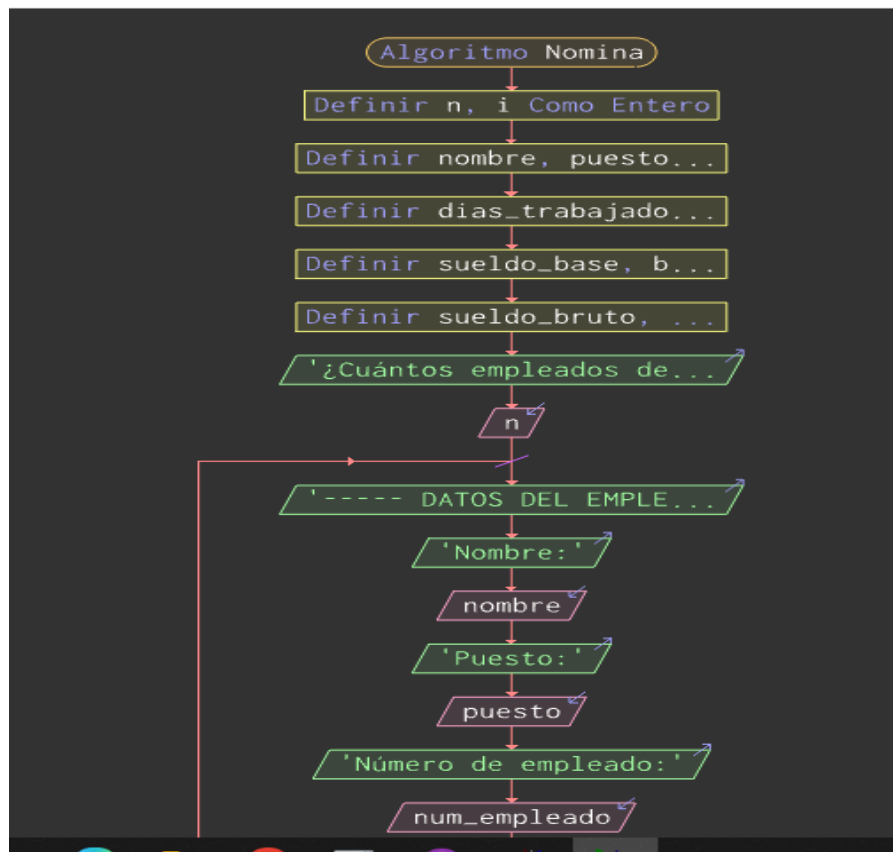 Algoritmo Nomina
Definir n, i Como Entero
Definir nombre, puesto...
Definir dias_trabajado...
Definir sueldo_base, b...
Definir sueldo_bruto, ...
'¿Cuántos empleados de...
n
'----- DATOS DEL EMPLE...
'Nombre:'
nombre
'Puesto:'
puesto
'Número de empleado:'
num_empleado